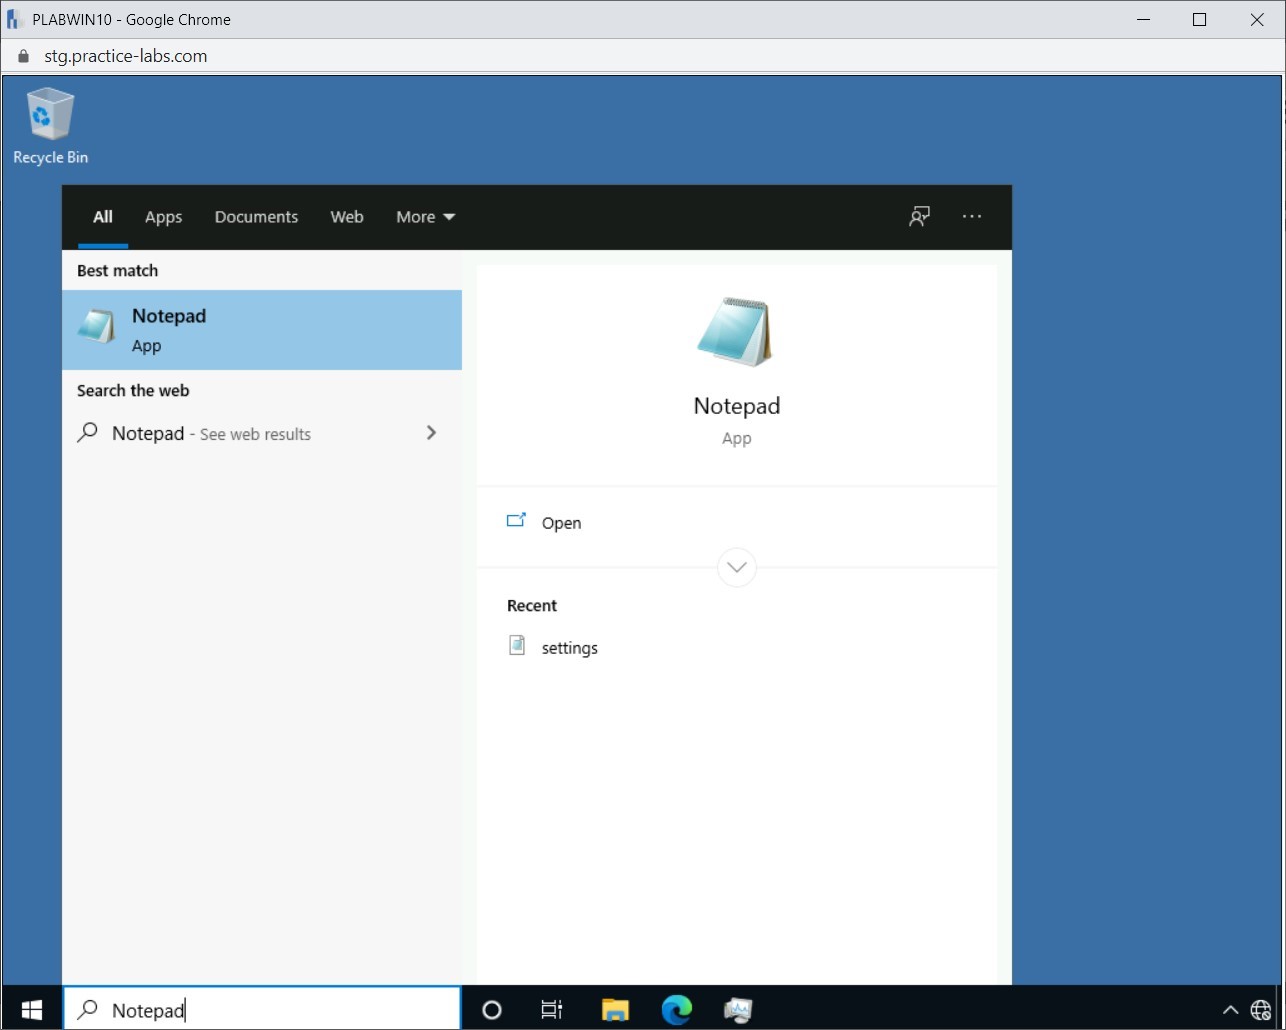 PLABWIN10 - Google Chrome
stg.practice-labs.com
Recycle Bin
All Apps Documents Web More
Best match
Notepad
App
Search the web
Notepad - See web results
Notepad
App
Open
Recent
settings
Notepad